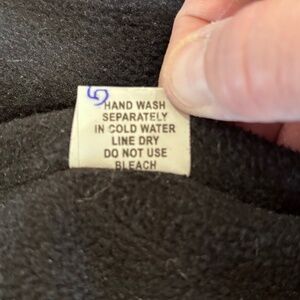 HAND WASH
SEPARATELY
IN COLD WATER
LINE DRY
DO NOT USE
BLEACH